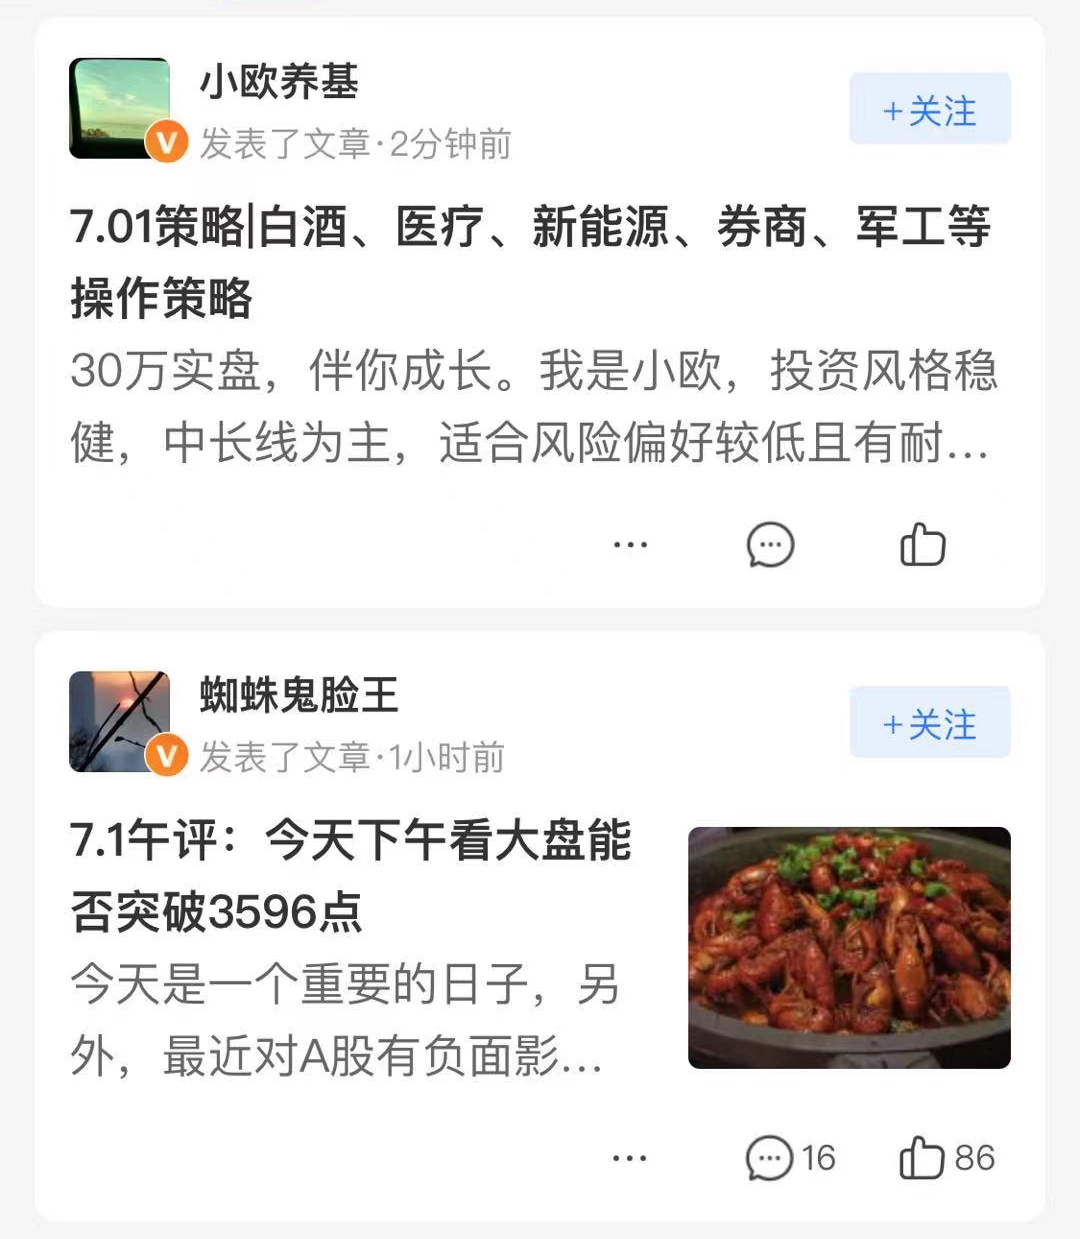 小欧养基
+关注
发表了文章·2分钟前
7.01策略|白酒、医疗、新能源、券商、军工等
操作策略
30万实盘，伴你成长。我是小欧，投资风格稳
健，中长线为主，适合风险偏好较低且有耐...
蜘蛛鬼脸王
+关注
发表了文章·1小时前
7.1午评：今天下午看大盘能
否突破3596点
今天是一个重要的日子，另
外，最近对A股有负面影...
16
86